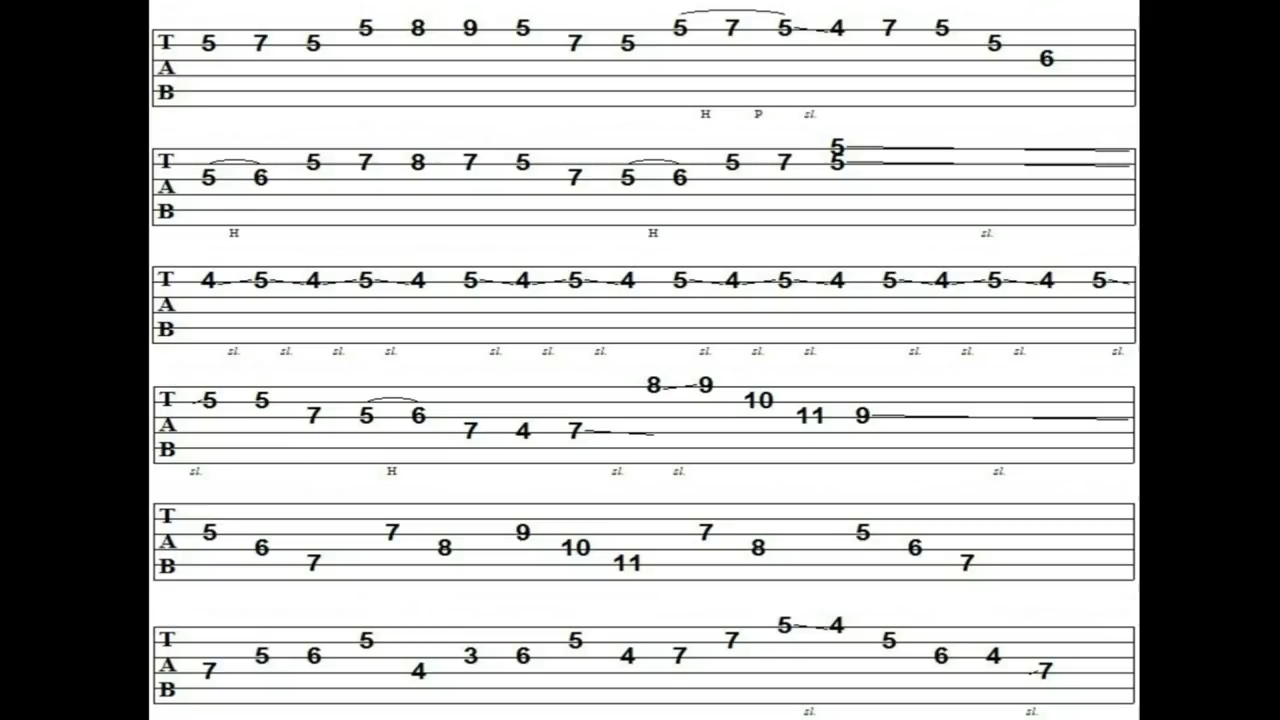 5 7 5 5 8 9 5 7 5 5 7 5 4 7 5 5 6
T
A
B
H P sl.
5 6 5 7 8 7 5 7 5 6 5 7 5 5
T
A
B
H H sl.
4 5 4 5 4 5 4 5 4 5 4 5 4 5 4 5 4 5
T
A
B
sl. sl. sl. sl. sl. sl. sl. sl. sl. sl. sl. sl. sl. sl.
5 5 7 5 6 7 4 7 8 9 10 11 9
T
A
B
sl. H sl. sl. sl.
5 6 7 7 8 9 10 11 7 8 5 6 7
T
A
B
7 5 6 5 4 3 6 5 4 7 7 5 4 5 6 4 7
T
A
B
sl. sl.